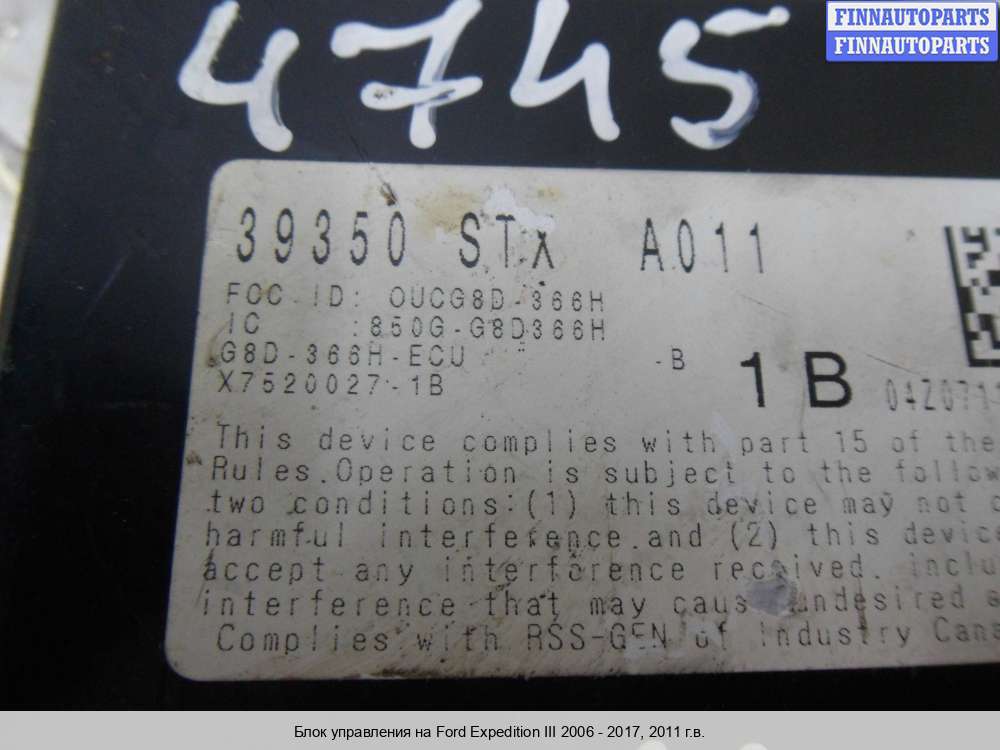 FINNAUTOPARTS
FINNAUTOPARTS
4745
39350 STX A011
FCC ID: OUCG8D-366H
IC :850G-G8D366H
G8D-366H-ECU -B
X7520027-1B
1B 04Z071
This device complies with part 15 of the
Rules.Operation is subject to the follow
two conditions:(1) this device may not
harmful interference.and (2) this device
accept any interference received. inclu
interference that may caus undesired
Complies with RSS-GEN of Industry Cana
Блок управления на Ford Expedition III 2006 - 2017, 2011 г.в.